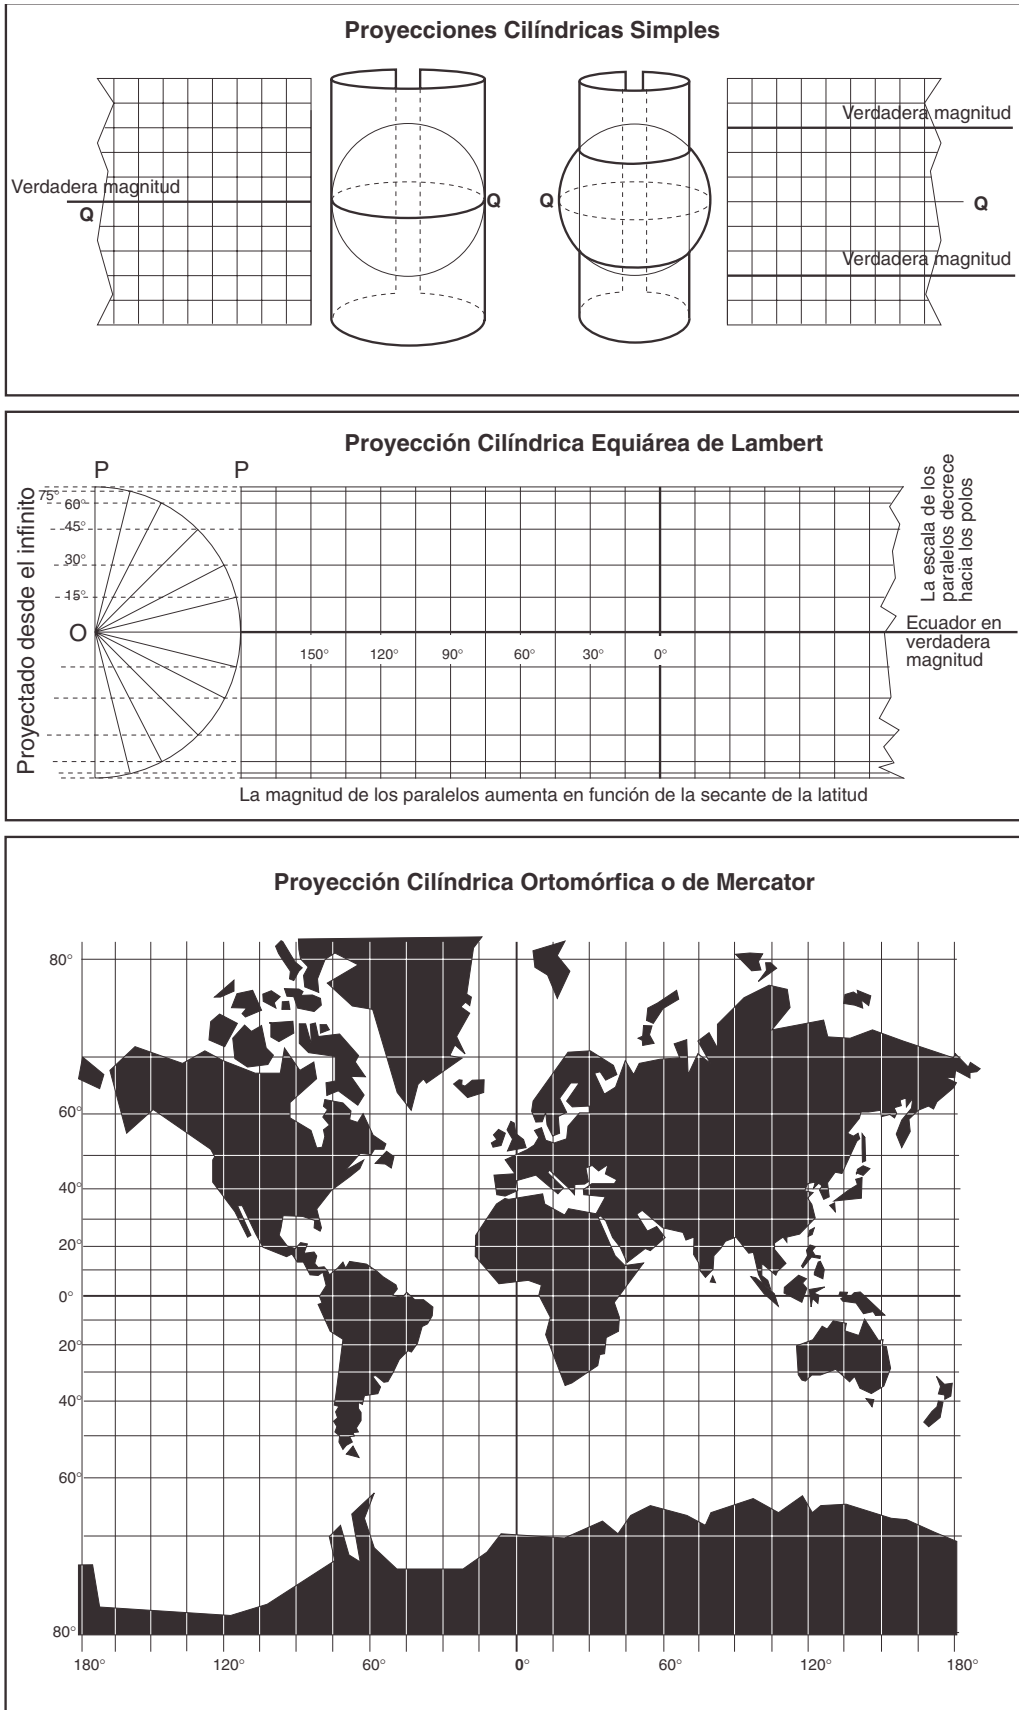 Proyecciones Cilíndricas Simples
Verdadera magnitud
Q
Q
Q
Verdadera magnitud
Q
Verdadera magnitud
Proyección Cilíndrica Equiárea de Lambert
Proyectado desde el infinito
P
P
75°
60°
45°
30°
15°
O
150°
120°
90°
60°
30°
0°
La escala de los
paralelos decrece
hacia los polos
Ecuador en
verdadera
magnitud
La magnitud de los paralelos aumenta en función de la secante de la latitud
Proyección Cilíndrica Ortomórfica o de Mercator
80°
60°
40°
20°
0°
20°
40°
60°
80°
180°
120°
60°
0°
60°
120°
180°